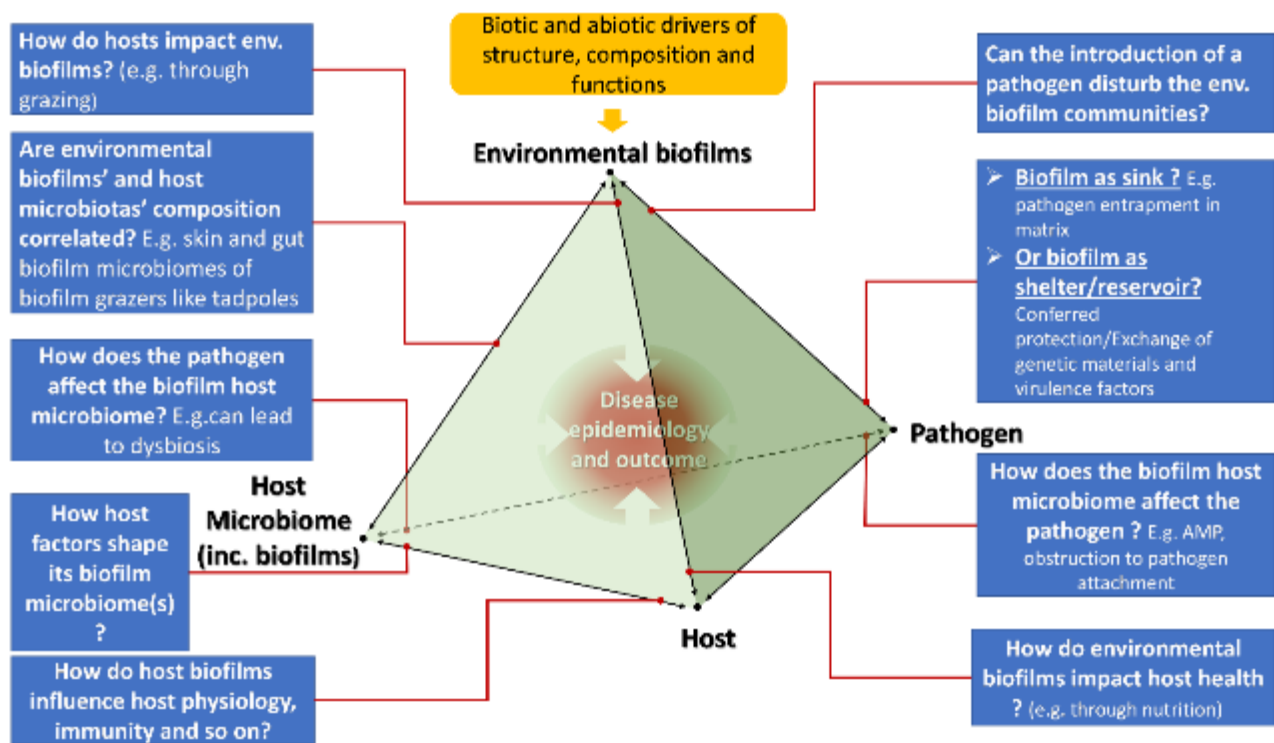 How do hosts impact env.
biofilms? (e.g. through
grazing)
Are environmental
biofilms’ and host
microbiotas’ composition
correlated? E.g. skin and gut
biofilm microbiomes of
biofilm grazers like tadpoles
How does the pathogen
affect the biofilm host
microbiome? E.g.can lead
to dysbiosis
How host
factors shape
its biofilm
microbiome(s)
?
How do host biofilms
influence host physiology,
immunity and so on?
Biotic and abiotic drivers of
structure, composition and
functions
Environmental biofilms
Disease
epidemiology
and outcome
Host
Microbiome
(inc. biofilms)
Pathogen
Host
Can the introduction of a
pathogen disturb the env.
biofilm communities?
➤ Biofilm as sink ? E.g.
pathogen entrapment in
matrix
➤ Or biofilm as
shelter/reservoir?
Conferred
protection/Exchange of
genetic materials and
virulence factors
How does the biofilm host
microbiome affect the
pathogen ? E.g. AMP,
obstruction to pathogen
attachment
How do environmental
biofilms impact host health
? (e.g. through nutrition)